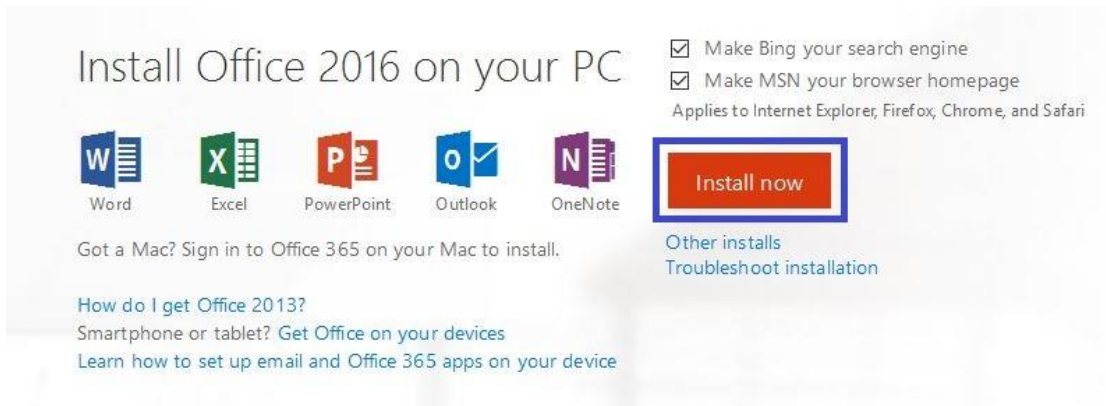 Install Office 2016 on your PC
W
X
P
O
N
Word
Excel
PowerPoint
Outlook
OneNote
Got a Mac? Sign in to Office 365 on your Mac to install.
How do I get Office 2013?
Smartphone or tablet? Get Office on your devices
Learn how to set up email and Office 365 apps on your device
Make Bing your search engine
Make MSN your browser homepage
Applies to Internet Explorer, Firefox, Chrome, and Safari
Install now
Other installs
Troubleshoot installation